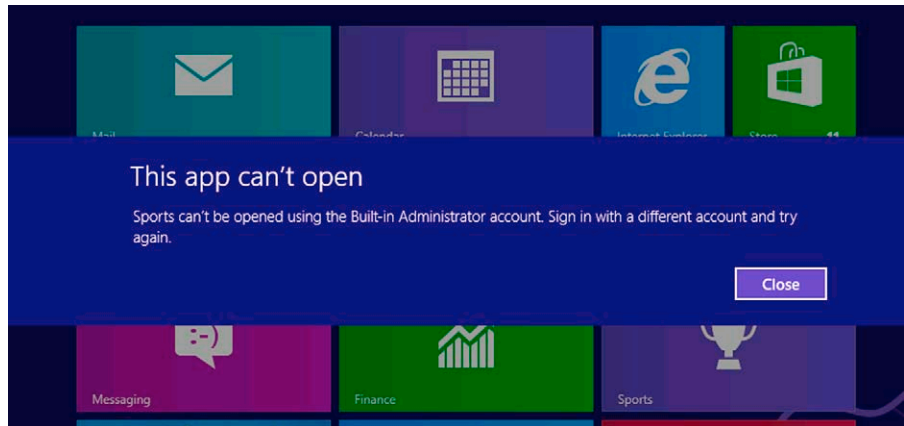 Mail
Calendar
Internet Explorer
Store
11
This app can't open
Sports can't be opened using the Built-in Administrator account. Sign in with a different account and try
again.
Close
Messaging
Finance
Sports